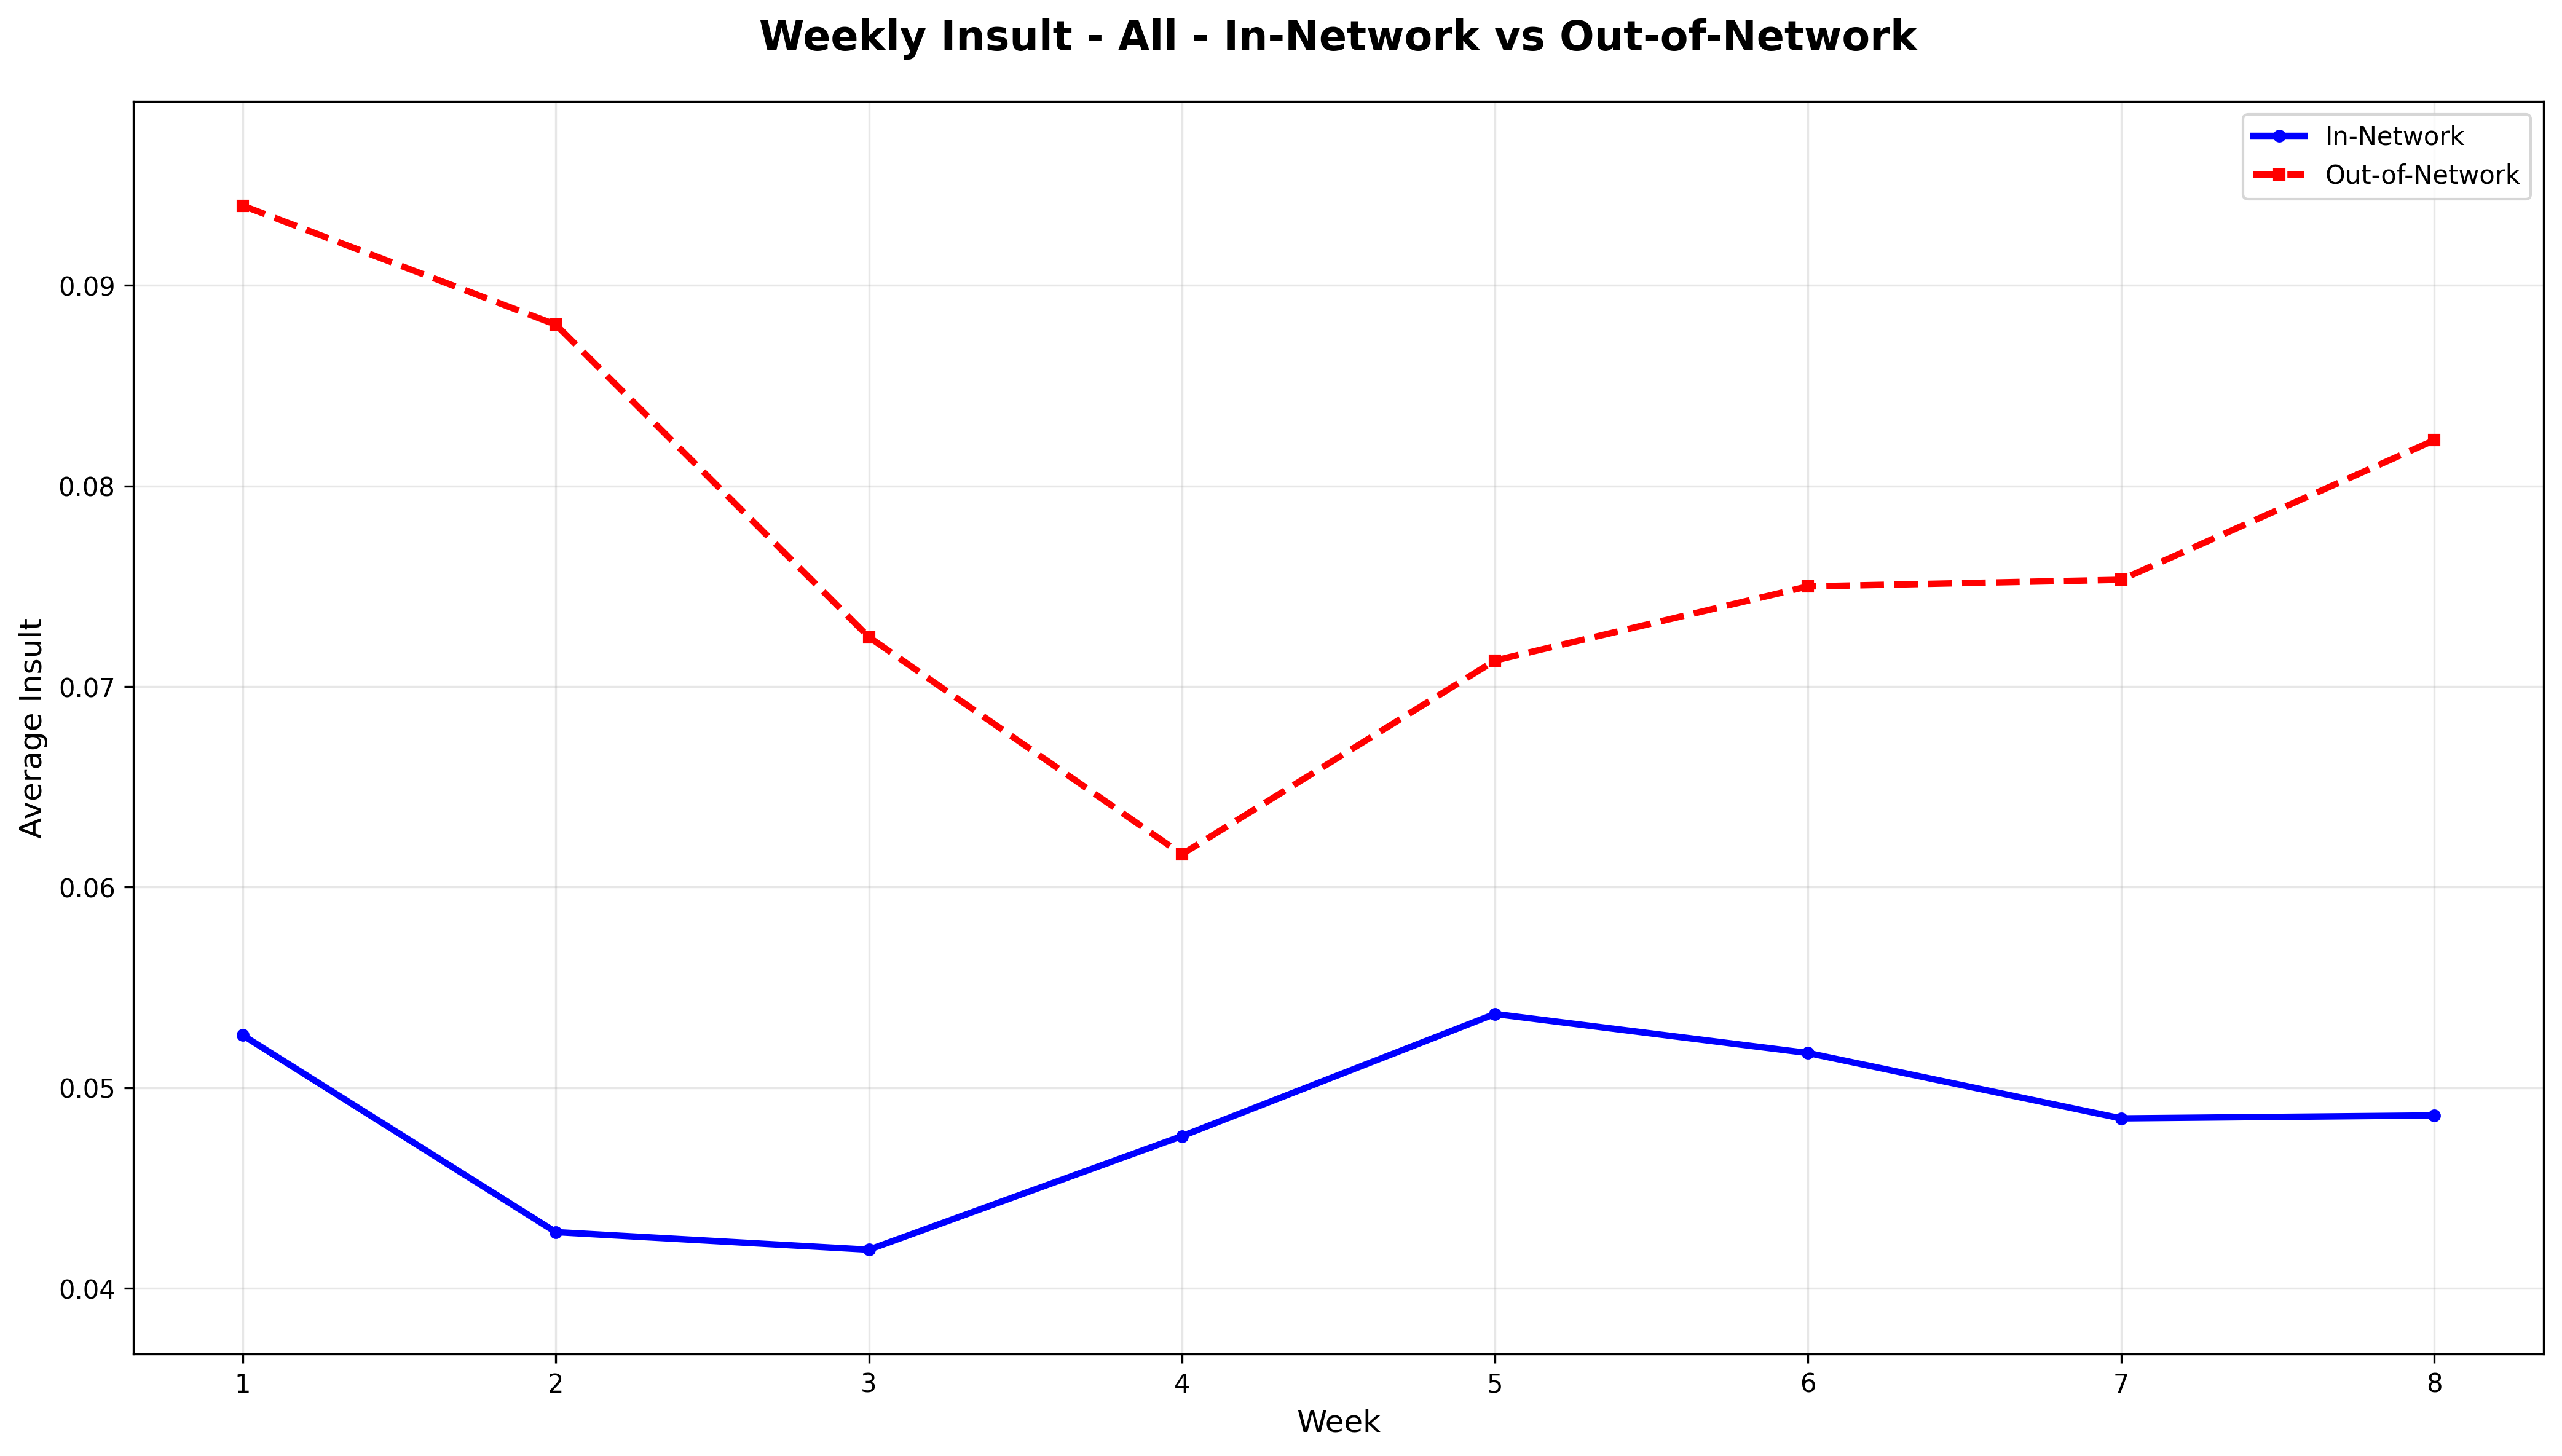 Weekly Insult - All - In-Network vs Out-of-Network
In-Network
Out-of-Network
0.09
0.08
0.07
0.06
0.05
0.04
Average Insult
1 2 3 4 5 6 7 8
Week